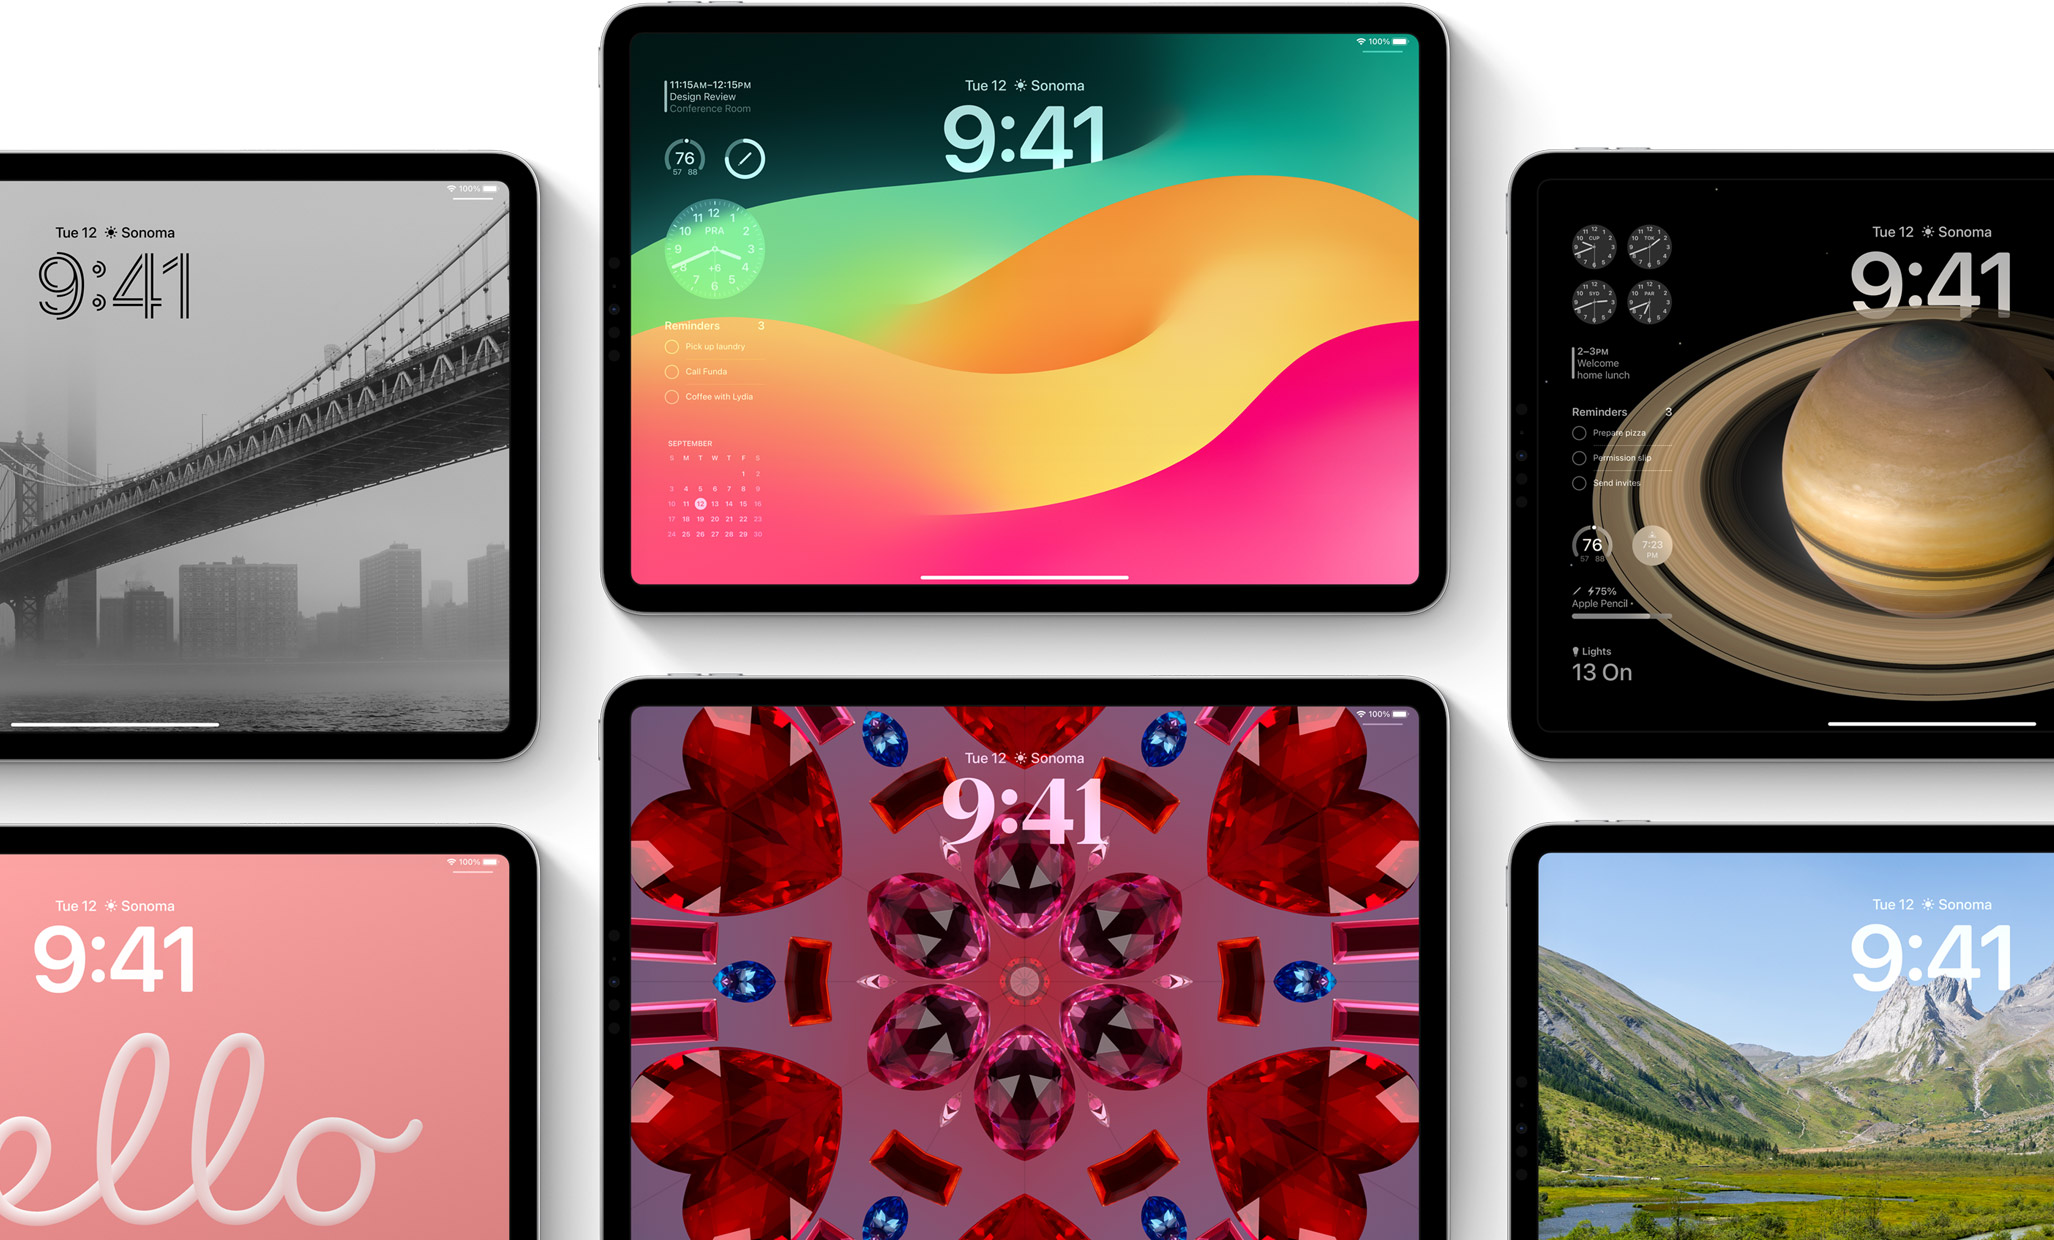 100%
11:15AM–12:15PM
Design Review
Conference Room
Tue 12 Sonoma
9:41
76
57 88
11 12 1
10 PRA 2
9 3
8 +6 4
7 6 5
Reminders 3
Pick up laundry
Call Funda
Coffee with Lydia
SEPTEMBER
S M T W T F S
1 2
3 4 5 6 7 8 9
10 11 12 13 14 15 16
17 18 19 20 21 22 23
24 25 26 27 28 29 30
100%
Tue 12 Sonoma
9:41
Tue 12 Sonoma
9:41
CUP
TOK
SYD
PAR
2–3PM
Welcome
home lunch
Reminders 3
Prepare pizza
Permission slip
Send invites
76
57 88
7:23
PM
75%
Apple Pencil
Lights
13 On
100%
Tue 12 Sonoma
9:41
ello
100%
Tue 12 Sonoma
9:41
Tue 12 Sonoma
9:41